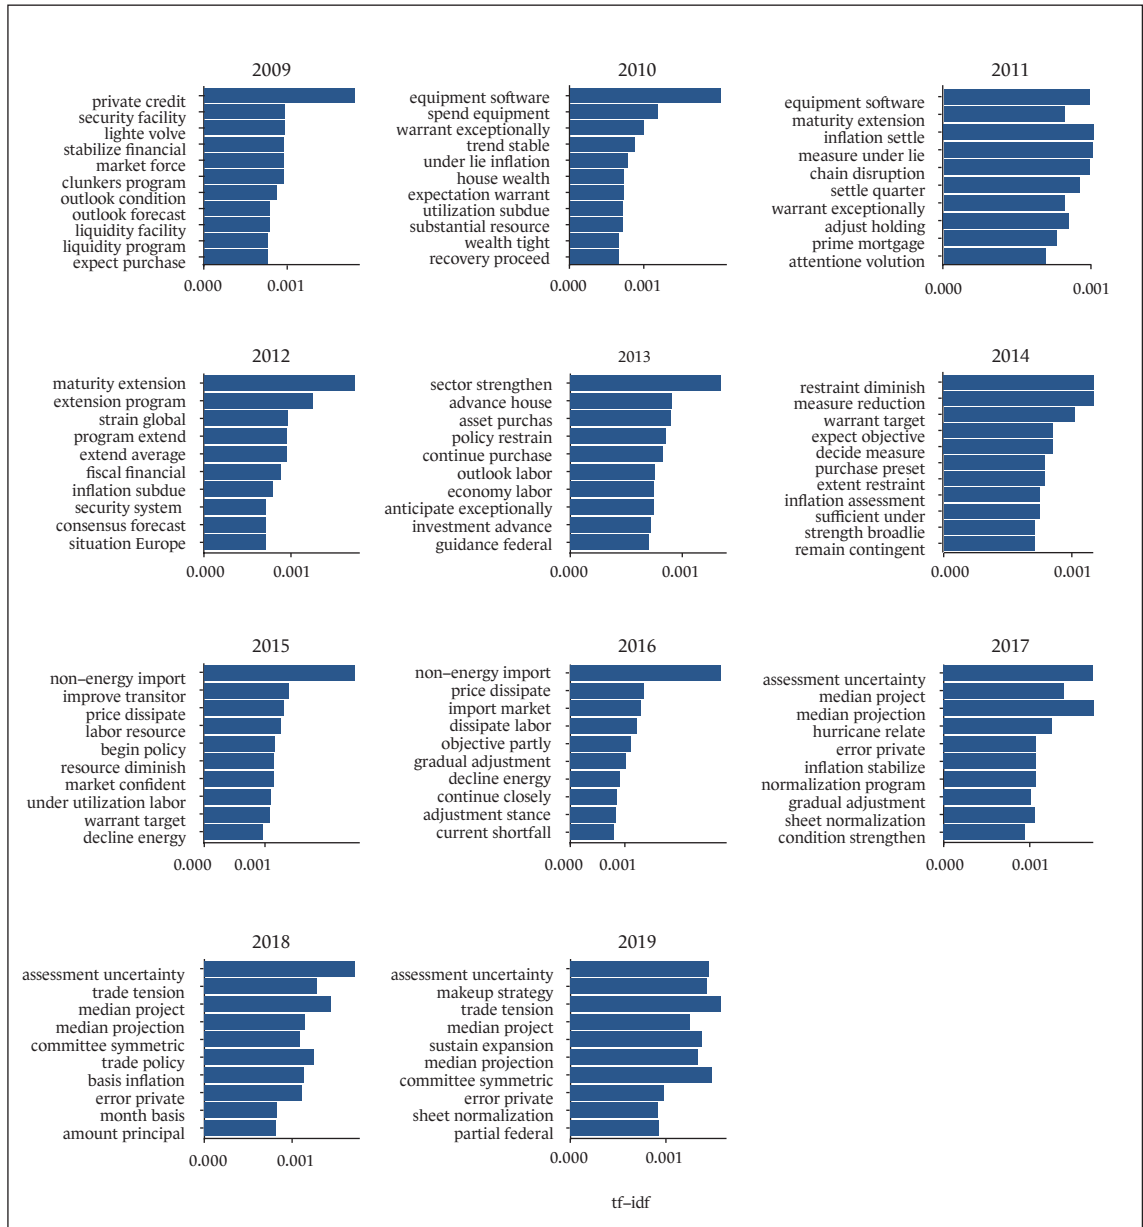 2009
private credit
security facility
lighte volve
stabilize financial
market force
clunkers program
outlook condition
outlook forecast
liquidity facility
liquidity program
expect purchase
0.000 0.001
2010
equipment software
spend equipment
warrant exceptionally
trend stable
under lie inflation
house wealth
expectation warrant
utilization subdue
substantial resource
wealth tight
recovery proceed
0.000 0.001
2011
equipment software
maturity extension
inflation settle
measure under lie
chain disruption
settle quarter
warrant exceptionally
adjust holding
prime mortgage
attentione volution
0.000 0.001
2012
maturity extension
extension program
strain global
program extend
extend average
fiscal financial
inflation subdue
security system
consensus forecast
situation Europe
0.000 0.001
2013
sector strengthen
advance house
asset purchas
policy restrain
continue purchase
outlook labor
economy labor
anticipate exceptionally
investment advance
guidance federal
0.000 0.001
2014
restraint diminish
measure reduction
warrant target
expect objective
decide measure
purchase preset
extent restraint
inflation assessment
sufficient under
strength broadlie
remain contingent
0.000 0.001
2015
non–energy import
improve transitor
price dissipate
labor resource
begin policy
resource diminish
market confident
under utilization labor
warrant target
decline energy
0.000 0.001
2016
non–energy import
price dissipate
import market
dissipate labor
objective partly
gradual adjustment
decline energy
continue closely
adjustment stance
current shortfall
0.000 0.001
2017
assessment uncertainty
median project
median projection
hurricane relate
error private
inflation stabilize
normalization program
gradual adjustment
sheet normalization
condition strengthen
0.000 0.001
2018
assessment uncertainty
trade tension
median project
median projection
committee symmetric
trade policy
basis inflation
error private
month basis
amount principal
0.000 0.001
2019
assessment uncertainty
makeup strategy
trade tension
median project
sustain expansion
median projection
committee symmetric
error private
sheet normalization
partial federal
0.000 0.001
tf–idf